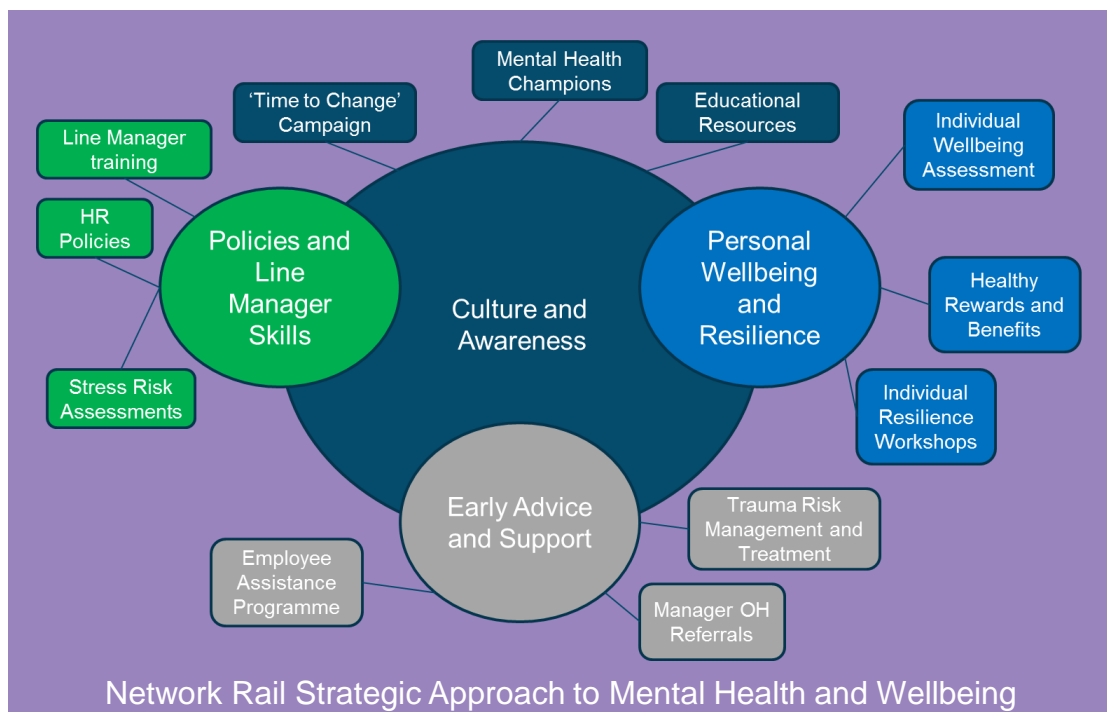 Mental Health
Champions
'Time to Change'
Campaign
Educational
Resources
Line Manager
training
Individual
Wellbeing
Assessment
HR
Policies
Policies and
Line
Manager
Skills
Personal
Wellbeing
and
Resilience
Culture and
Awareness
Healthy
Rewards and
Benefits
Stress Risk
Assessments
Individual
Resilience
Workshops
Early Advice
and Support
Trauma Risk
Management and
Treatment
Employee
Assistance
Programme
Manager OH
Referrals
Network Rail Strategic Approach to Mental Health and Wellbeing